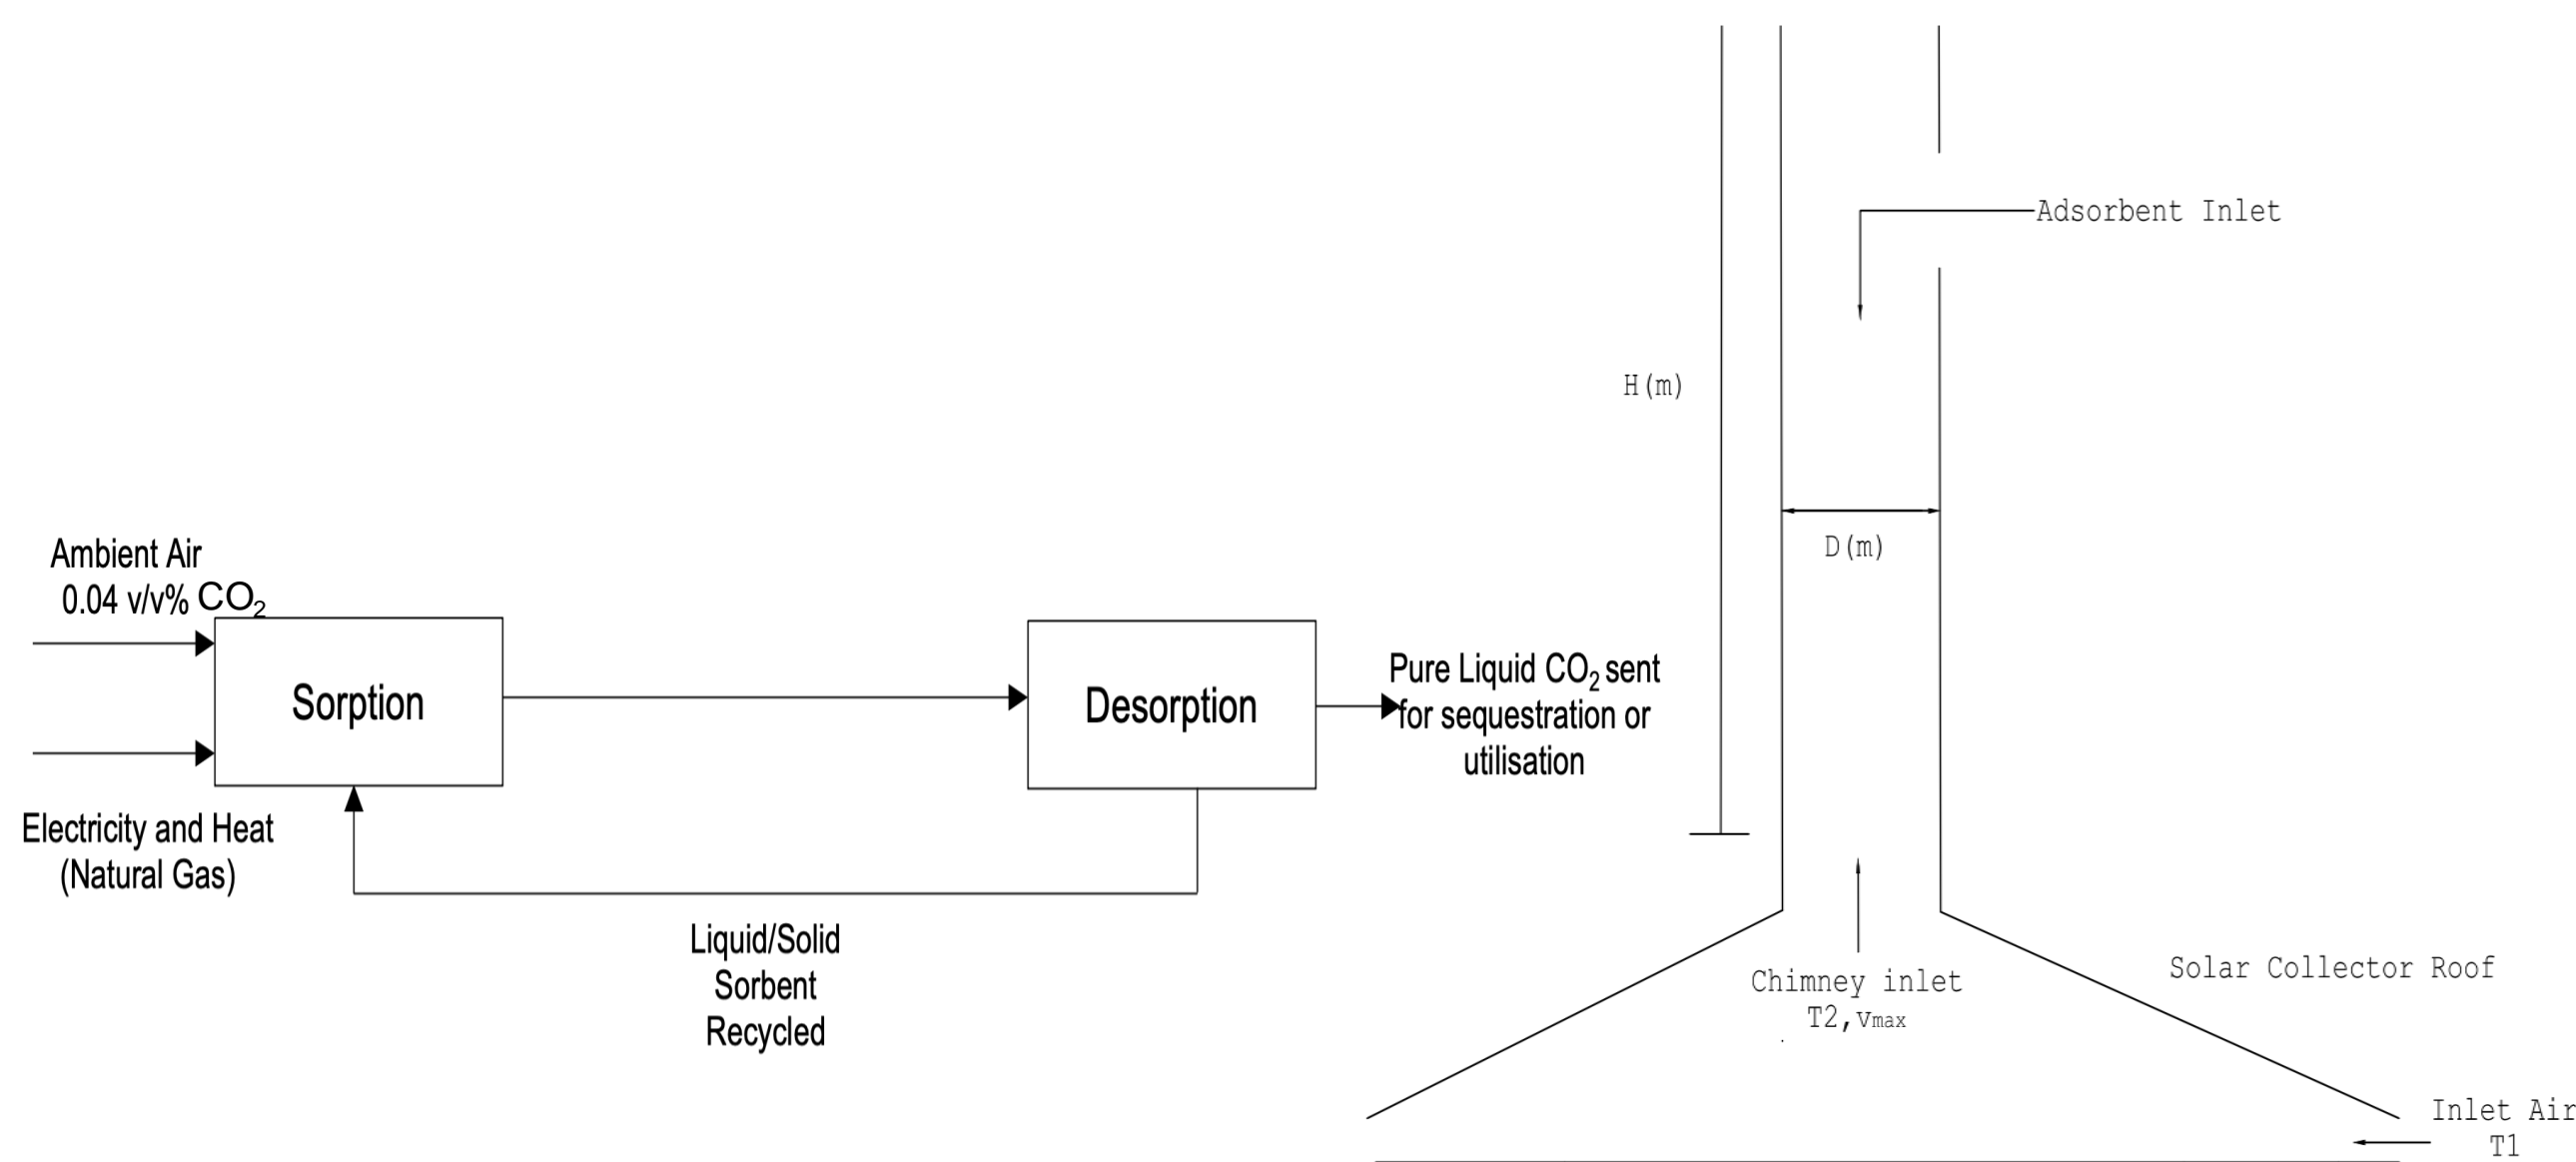 Ambient Air
0.04 v/v% CO₂
Sorption
Electricity and Heat
(Natural Gas)
Liquid/Solid
Sorbent
Recycled
Desorption
Pure Liquid CO₂ sent
for sequestration or
utilisation
H(m)
Adsorbent Inlet
D(m)
Chimney inlet
T2,Vmax
Solar Collector Roof
Inlet Air
T1